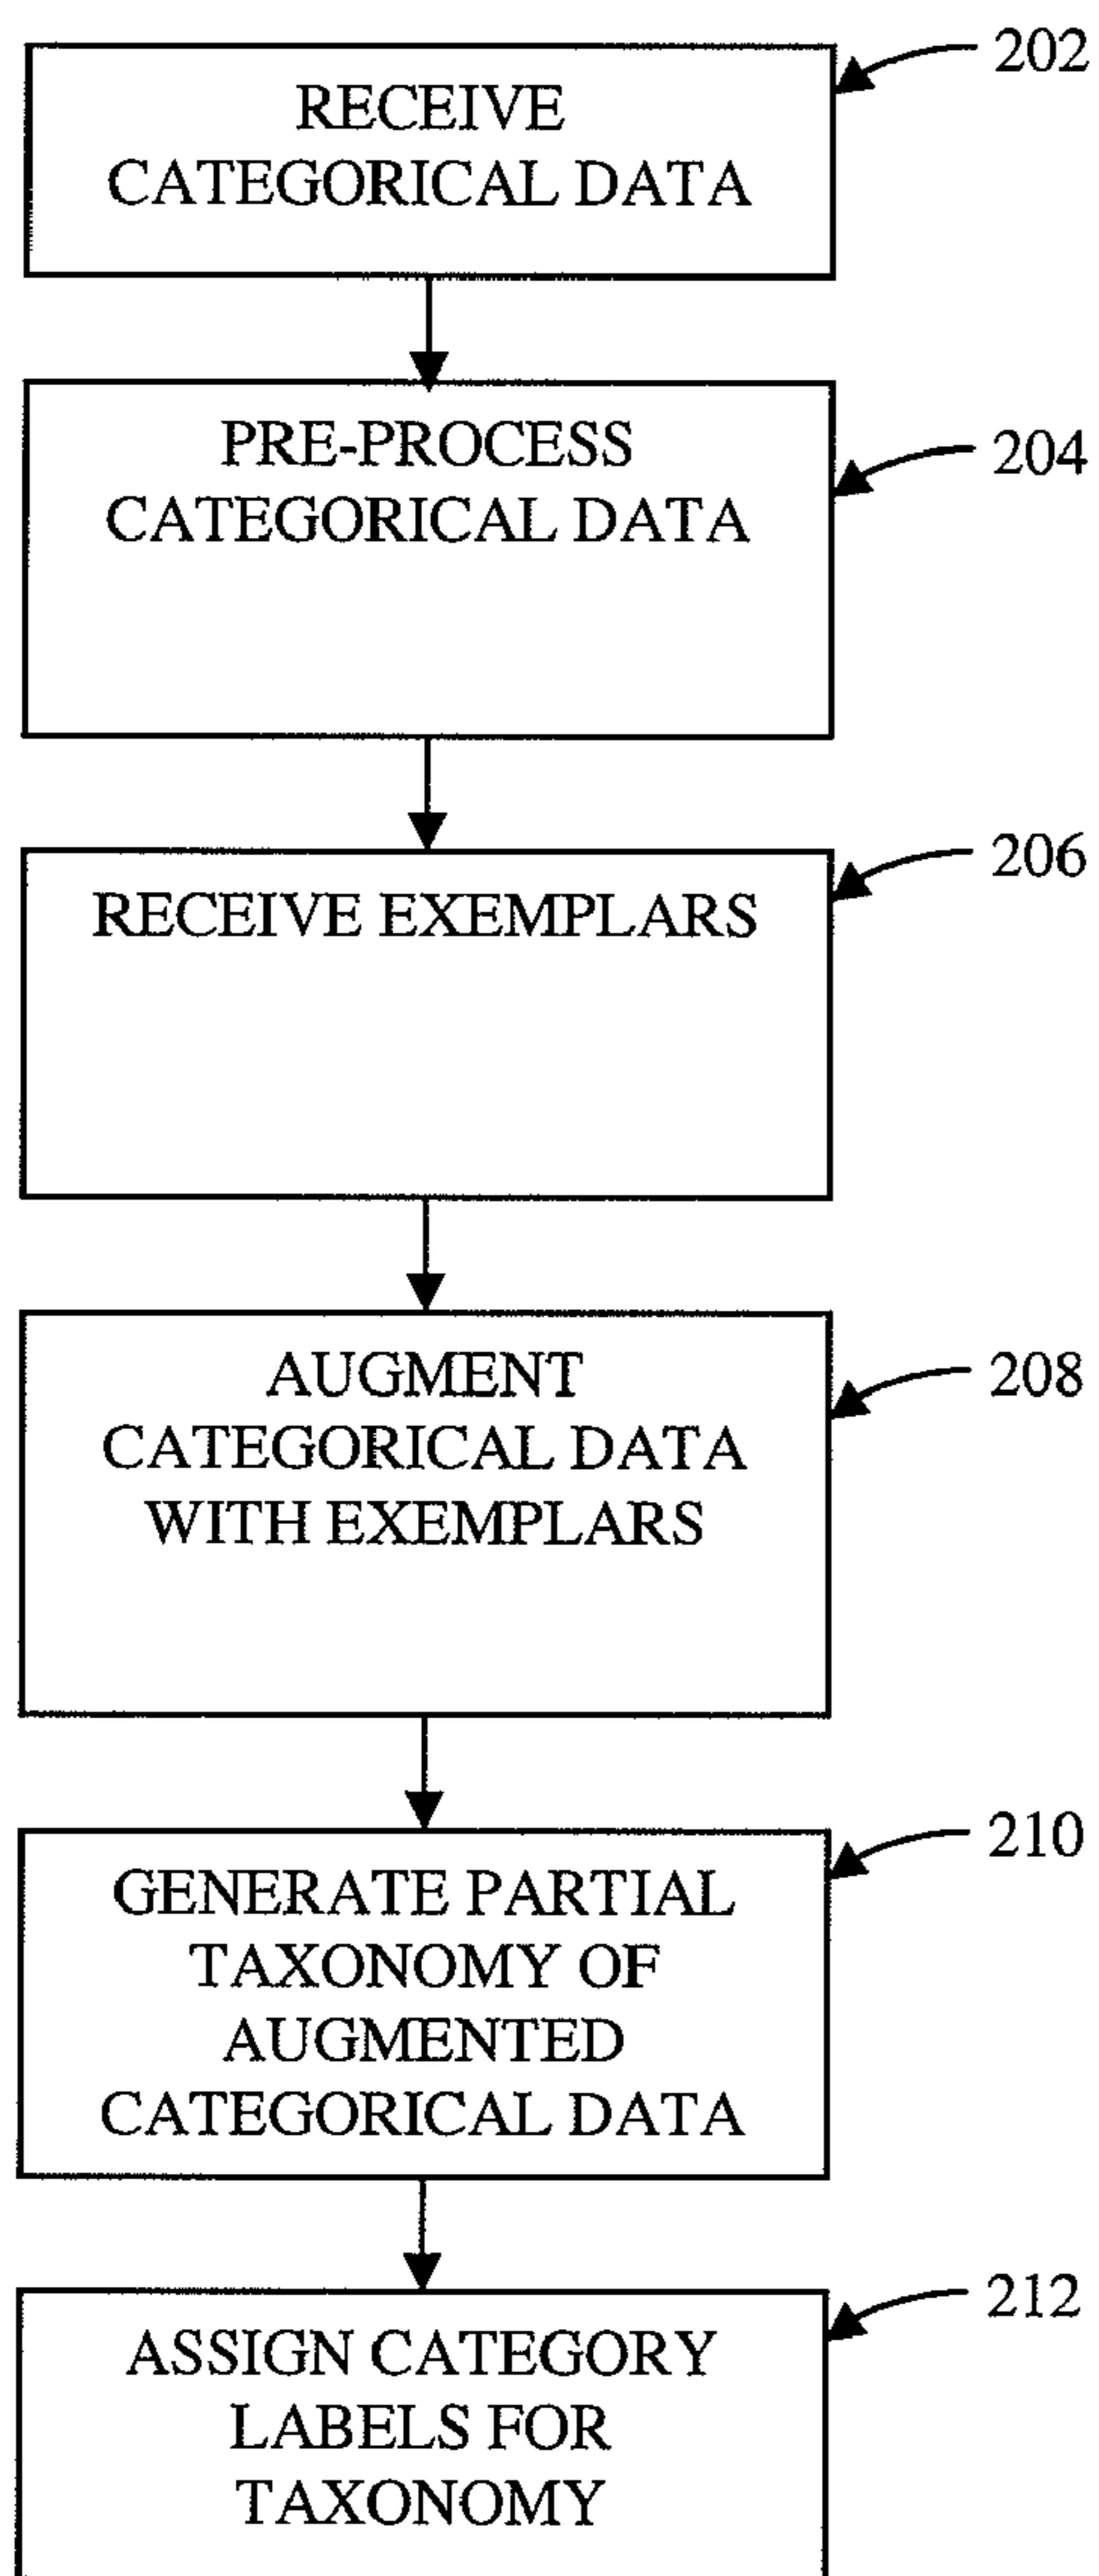 RECEIVE
CATEGORICAL DATA
202
PRE-PROCESS
CATEGORICAL DATA
204
RECEIVE EXEMPLARS
206
AUGMENT
CATEGORICAL DATA
WITH EXEMPLARS
208
GENERATE PARTIAL
TAXONOMY OF
AUGMENTED
CATEGORICAL DATA
210
ASSIGN CATEGORY
LABELS FOR
TAXONOMY
212